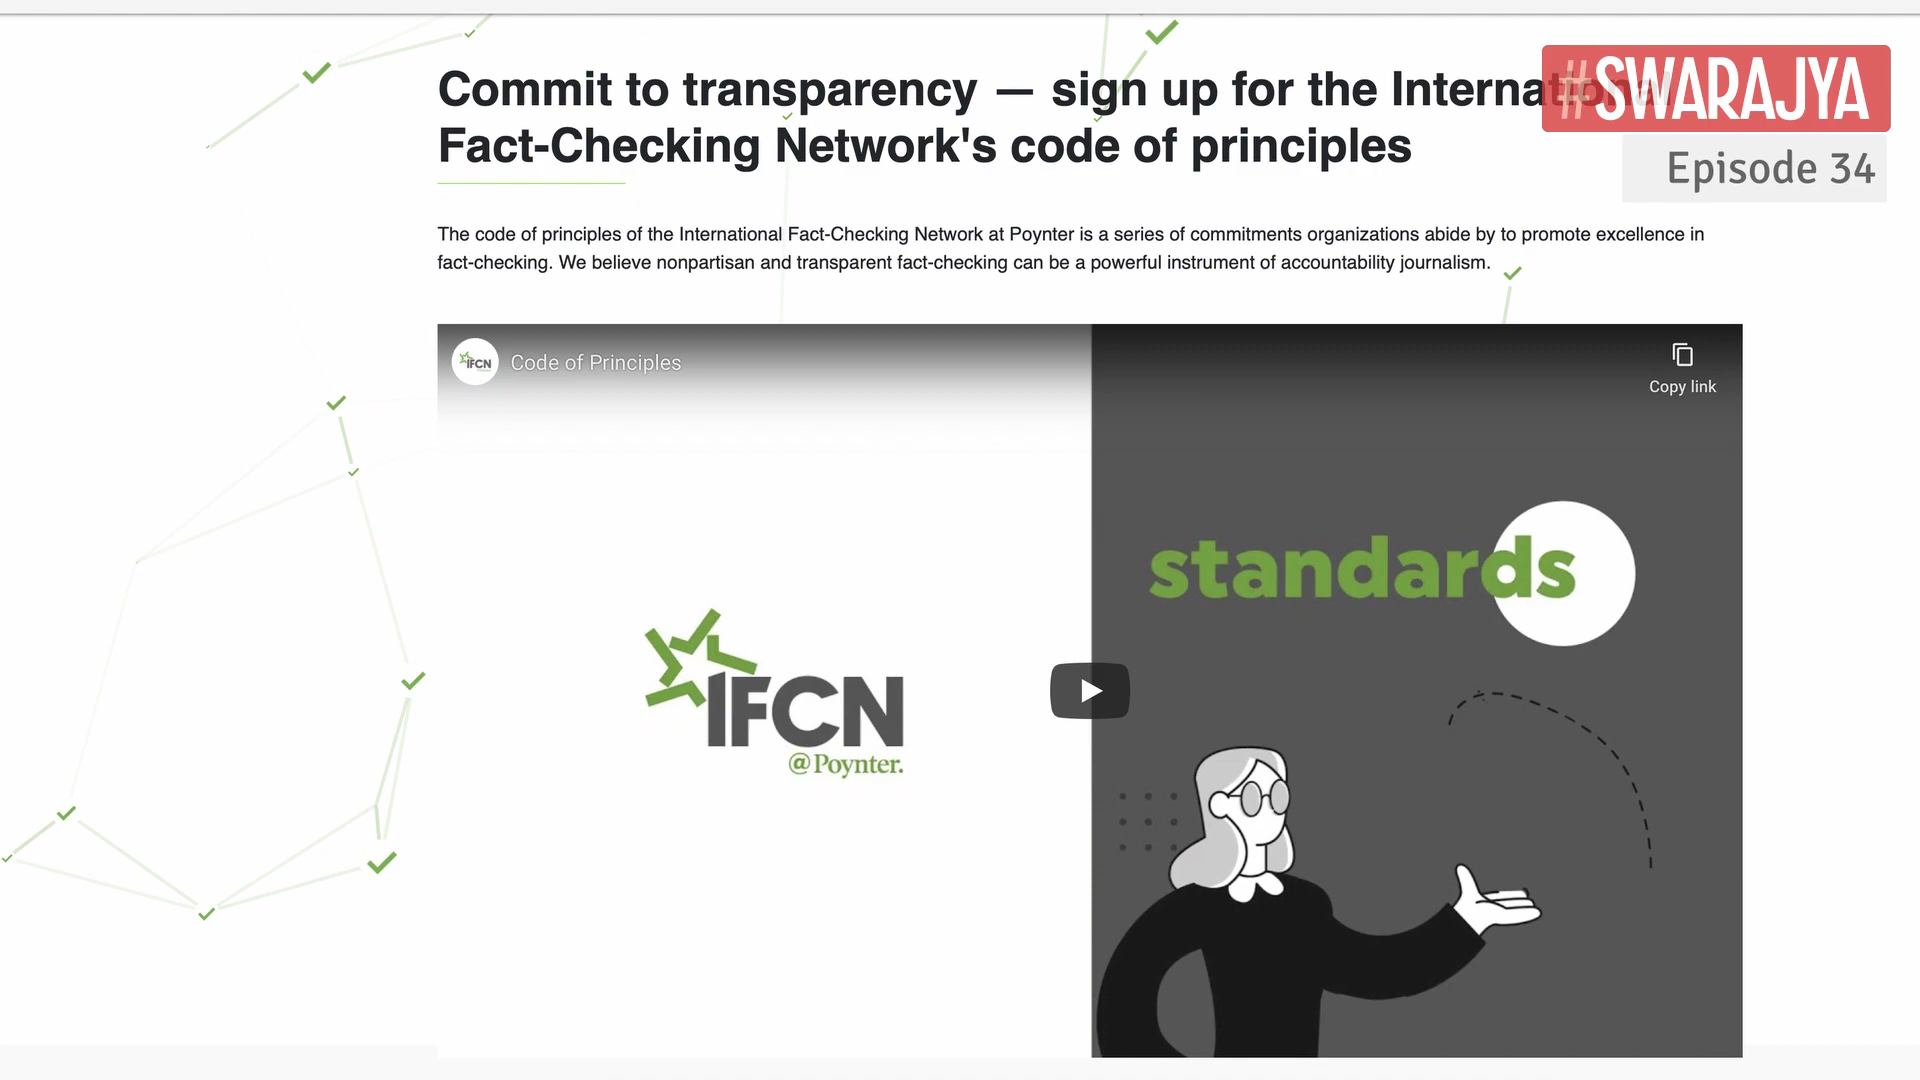 Commit to transparency — sign up for the International
Fact-Checking Network's code of principles
#SWARAJYA
Episode 34
The code of principles of the International Fact-Checking Network at Poynter is a series of commitments organizations abide by to promote excellence in
fact-checking. We believe nonpartisan and transparent fact-checking can be a powerful instrument of accountability journalism.
IFCN
Code of Principles
Copy link
standards
IFCN
@Poynter.